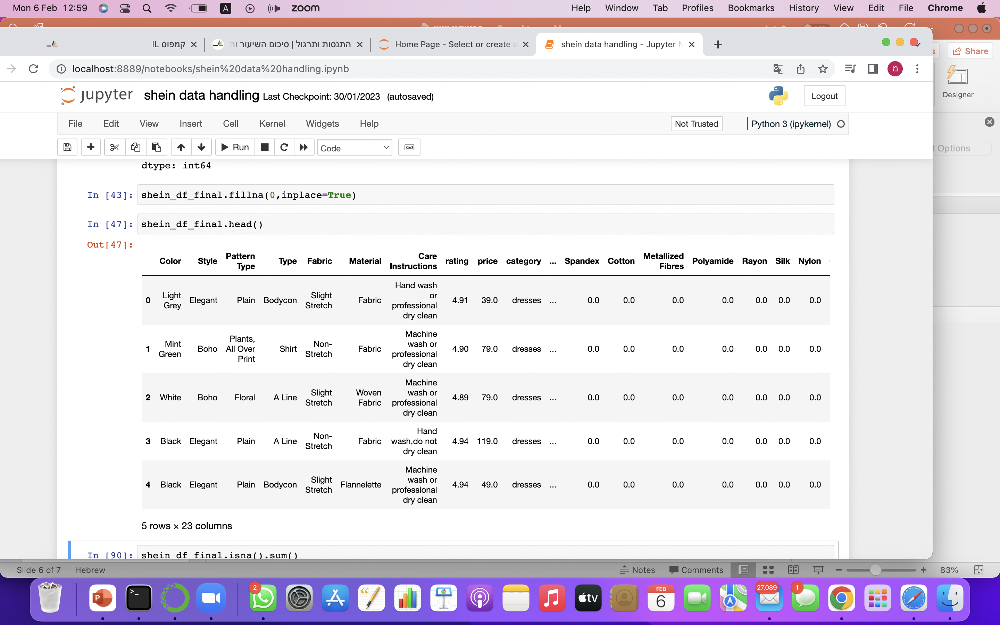 Mon 6 Feb 12:59 A zoom Help Window Tab Profiles Bookmarks History View Edit File Chrome
קמפוס IL
התנסות ותרגול | סיכום השיעור
Home Page - Select or create a
shein data handling - Jupyter N
Share
localhost:8889/notebooks/shein%20data%20handling.ipynb
מ
Designer
jupyter shein data handling Last Checkpoint: 30/01/2023 (autosaved)
Logout
File Edit View Insert Cell Kernel Widgets Help
Not Trusted
Python 3 (ipykernel)
Run
Code
Options
dtype: int64
In [43]: shein_df_final.fillna(0,inplace=True)
In [47]: shein_df_final.head()
Out[47]:
Color Style Pattern Type Type Fabric Material Care Instructions rating price category ... Spandex Cotton Metallized Fibres Polyamide Rayon Silk Nylon
0 Light Grey Elegant Plain Bodycon Slight Stretch Fabric Hand wash or professional dry clean 4.91 39.0 dresses ... 0.0 0.0 0.0 0.0 0.0 0.0 0.0
1 Mint Green Boho Plants, All Over Print Shirt Non-Stretch Fabric Machine wash or professional dry clean 4.90 79.0 dresses ... 0.0 0.0 0.0 0.0 0.0 0.0 0.0
2 White Boho Floral A Line Slight Stretch Woven Fabric Machine wash or professional dry clean 4.89 79.0 dresses ... 0.0 0.0 0.0 0.0 0.0 0.0 0.0
3 Black Elegant Plain A Line Non-Stretch Fabric Hand wash,do not dry clean 4.94 119.0 dresses ... 0.0 0.0 0.0 0.0 0.0 0.0 0.0
4 Black Elegant Plain Bodycon Slight Stretch Flannelette Machine wash or professional dry clean 4.94 49.0 dresses ... 0.0 0.0 0.0 0.0 0.0 0.0 0.0
5 rows × 23 columns
In [90]: shein_df_final.isna().sum()
Slide 6 of 7 Hebrew Notes Comments 83%
P
2
tv
FEB
6
27,089
1